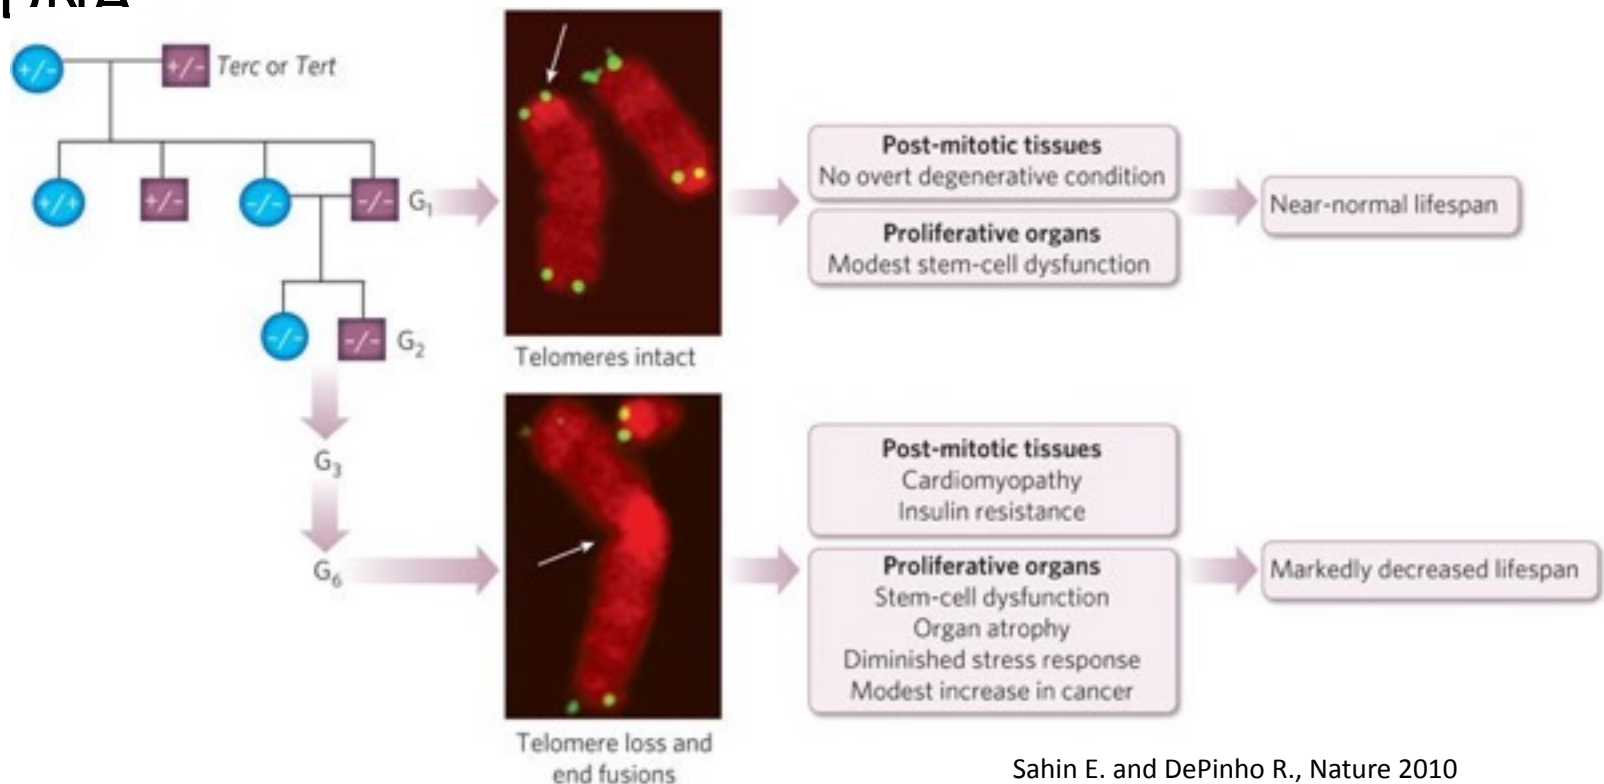 +/-
+/- Terc or Tert
+/+
+/-
-/-
-/- G₁
-/-
-/- G₂
G₃
G₆
Telomeres intact
Telomere loss and
end fusions
Post-mitotic tissues
No overt degenerative condition
Proliferative organs
Modest stem-cell dysfunction
Near-normal lifespan
Post-mitotic tissues
Cardiomyopathy
Insulin resistance
Proliferative organs
Stem-cell dysfunction
Organ atrophy
Diminished stress response
Modest increase in cancer
Markedly decreased lifespan
Sahin E. and DePinho R., Nature 2010